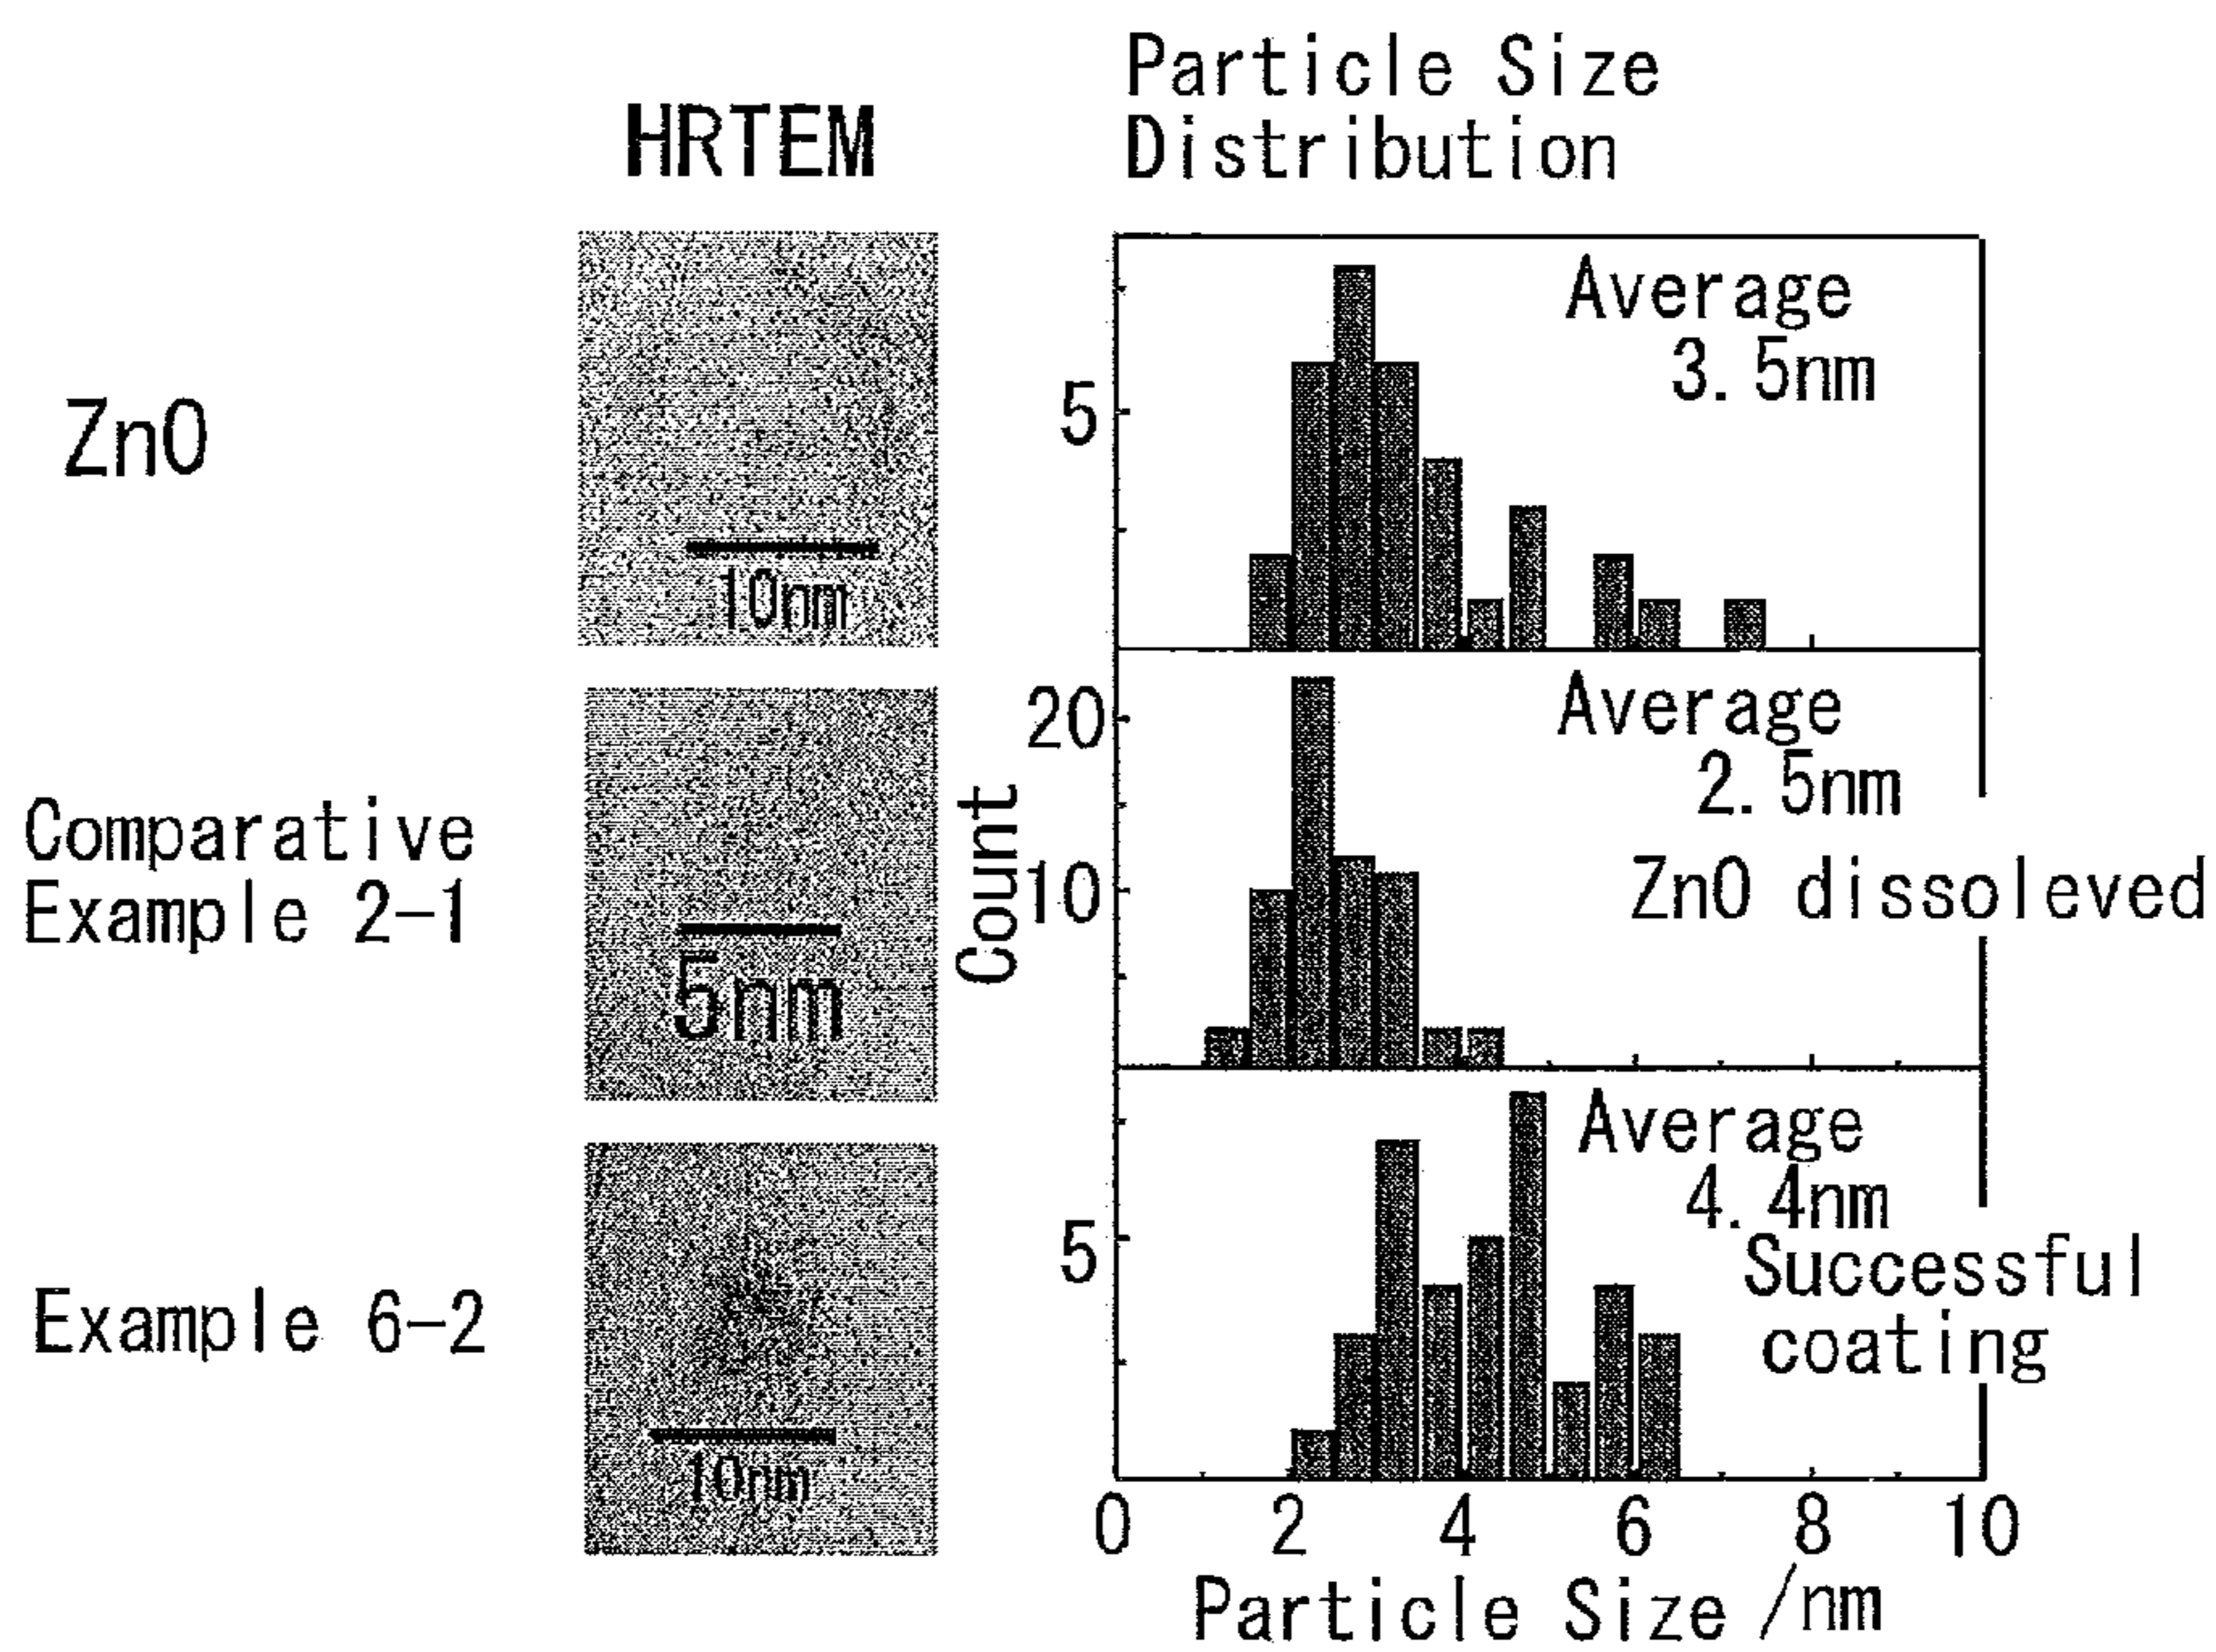 HRTEM
Particle Size
Distribution
ZnO
10nm
5
Average
3.5nm
Comparative
Example 2-1
5nm
Count
20
10
Average
2.5nm
ZnO dissoleved
Example 6-2
10nm
5
Average
4.4nm
Successful
coating
0 2 4 6 8 10
Particle Size /nm